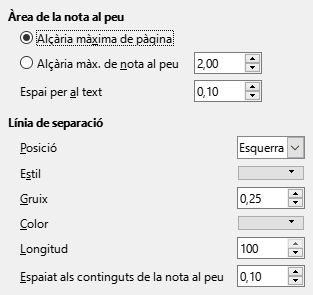 Àrea de la nota al peu
Alçària màxima de pàgina
Alçària màx. de nota al peu 2,00
Espai per al text 0,10
Línia de separació
Posició Esquerra
Estil
Gruix 0,25
Color
Longitud 100
Espaiat als continguts de la nota al peu 0,10